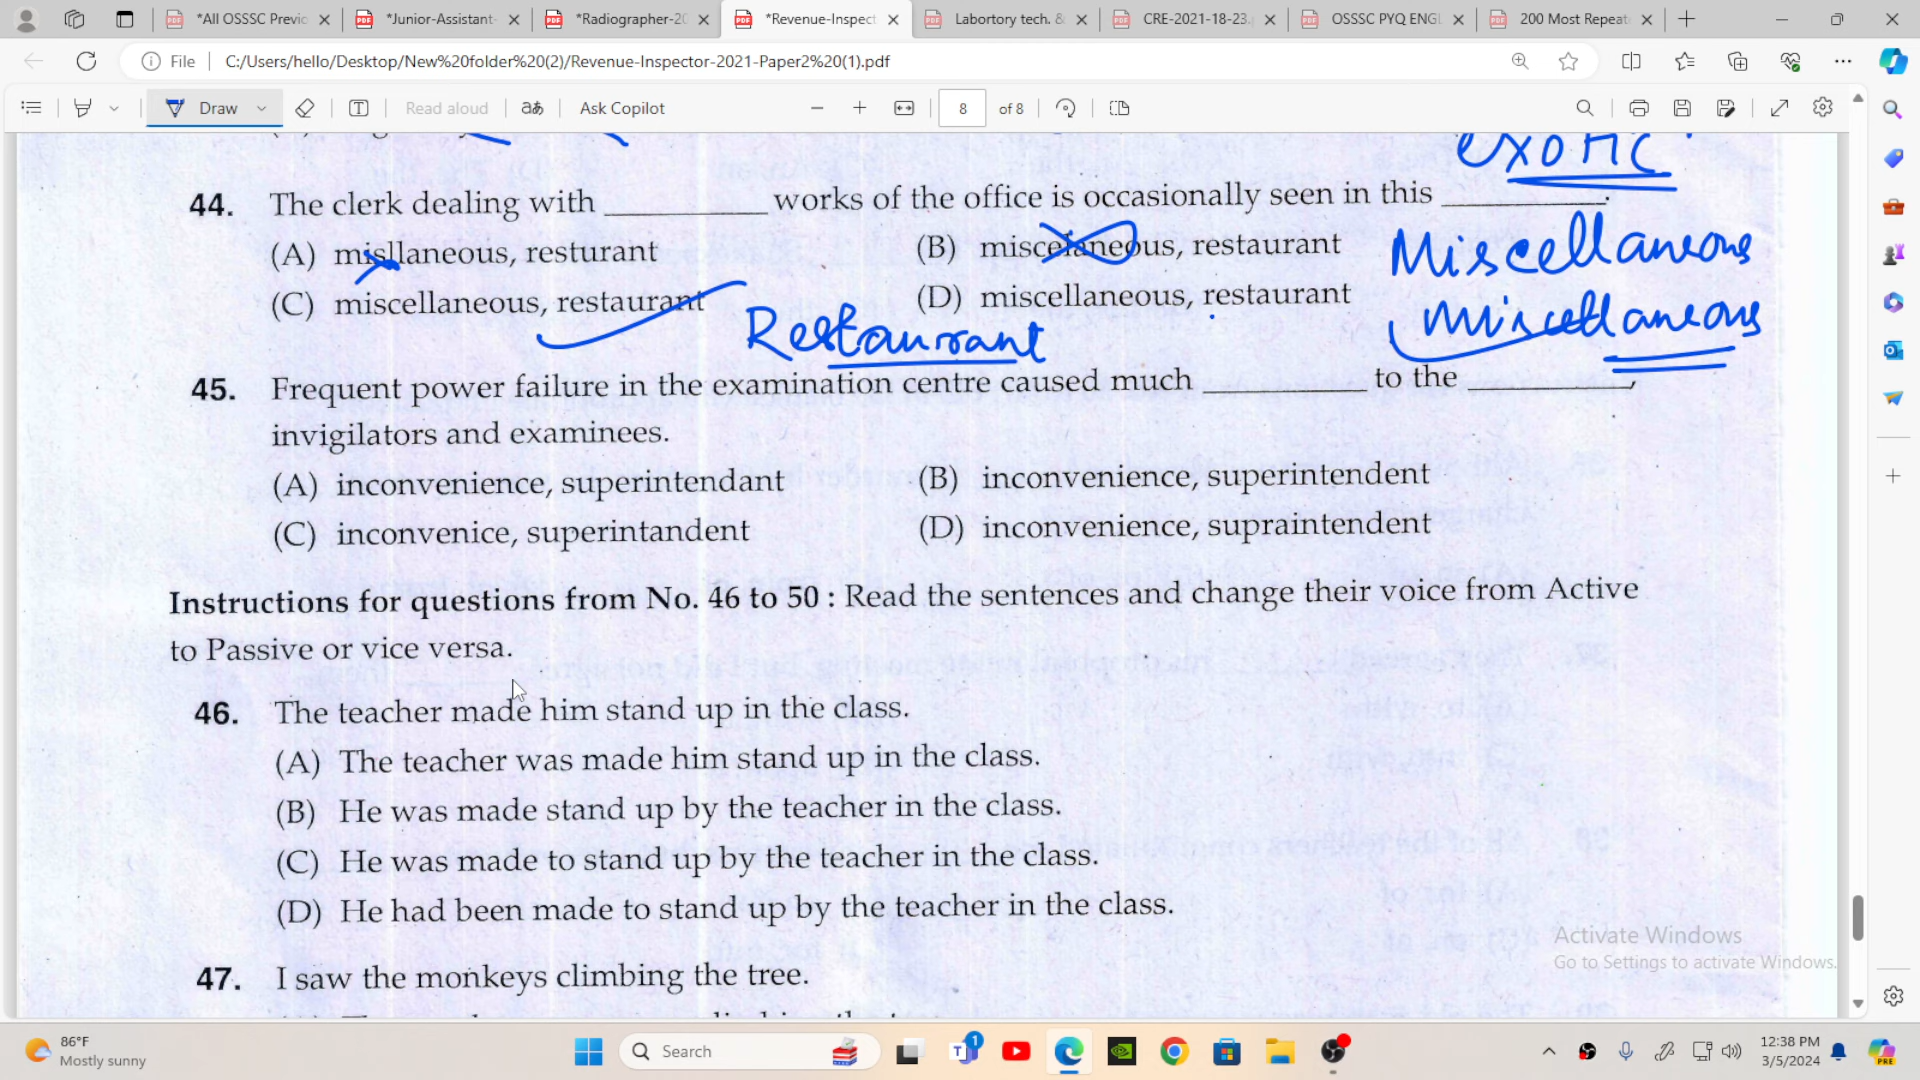 *All OSSSC Previo
*Junior-Assistant-
*Radiographer-20
*Revenue-Inspect
Labortory tech. &
CRE-2021-18-23.p
OSSSC PYQ ENGL
200 Most Repeat
File
C:/Users/hello/Desktop/New%20folder%20(2)/Revenue-Inspector-2021-Paper2%20(1).pdf
Draw
Read aloud
aあ
Ask Copilot
8 of 8
exotic
44. The clerk dealing with __________ works of the office is occasionally seen in this __________.
(A) misllaneous, resturant
(B) miscelaneous, restaurant
Miscellaneous
(C) miscellaneous, restaurant
(D) miscellaneous, restaurant
Miscellaneous
Restaurant
45. Frequent power failure in the examination centre caused much __________ to the __________,
invigilators and examinees.
(A) inconvenience, superintendant
(B) inconvenience, superintendent
(C) inconvenice, superintandent
(D) inconvenience, supraintendent
Instructions for questions from No. 46 to 50 : Read the sentences and change their voice from Active
to Passive or vice versa.
46. The teacher made him stand up in the class.
(A) The teacher was made him stand up in the class.
(B) He was made stand up by the teacher in the class.
(C) He was made to stand up by the teacher in the class.
(D) He had been made to stand up by the teacher in the class.
47. I saw the monkeys climbing the tree.
Activate Windows
Go to Settings to activate Windows.
86°F
Mostly sunny
Search
1
12:38 PM
3/5/2024
PRE